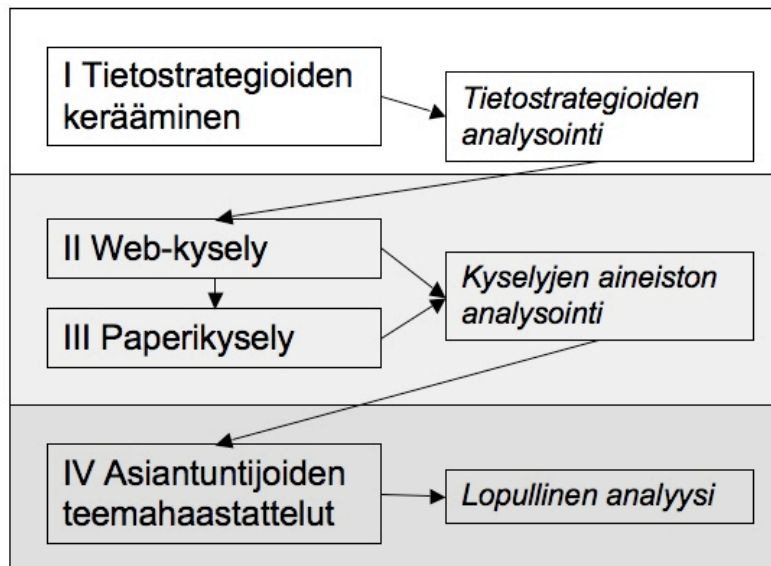 I Tietostrategioiden
kerääminen
Tietostrategioiden
analysointi
II Web-kysely
III Paperikysely
Kyselyjen aineiston
analysointi
IV Asiantuntijoiden
teemahaastattelut
Lopullinen analyysi